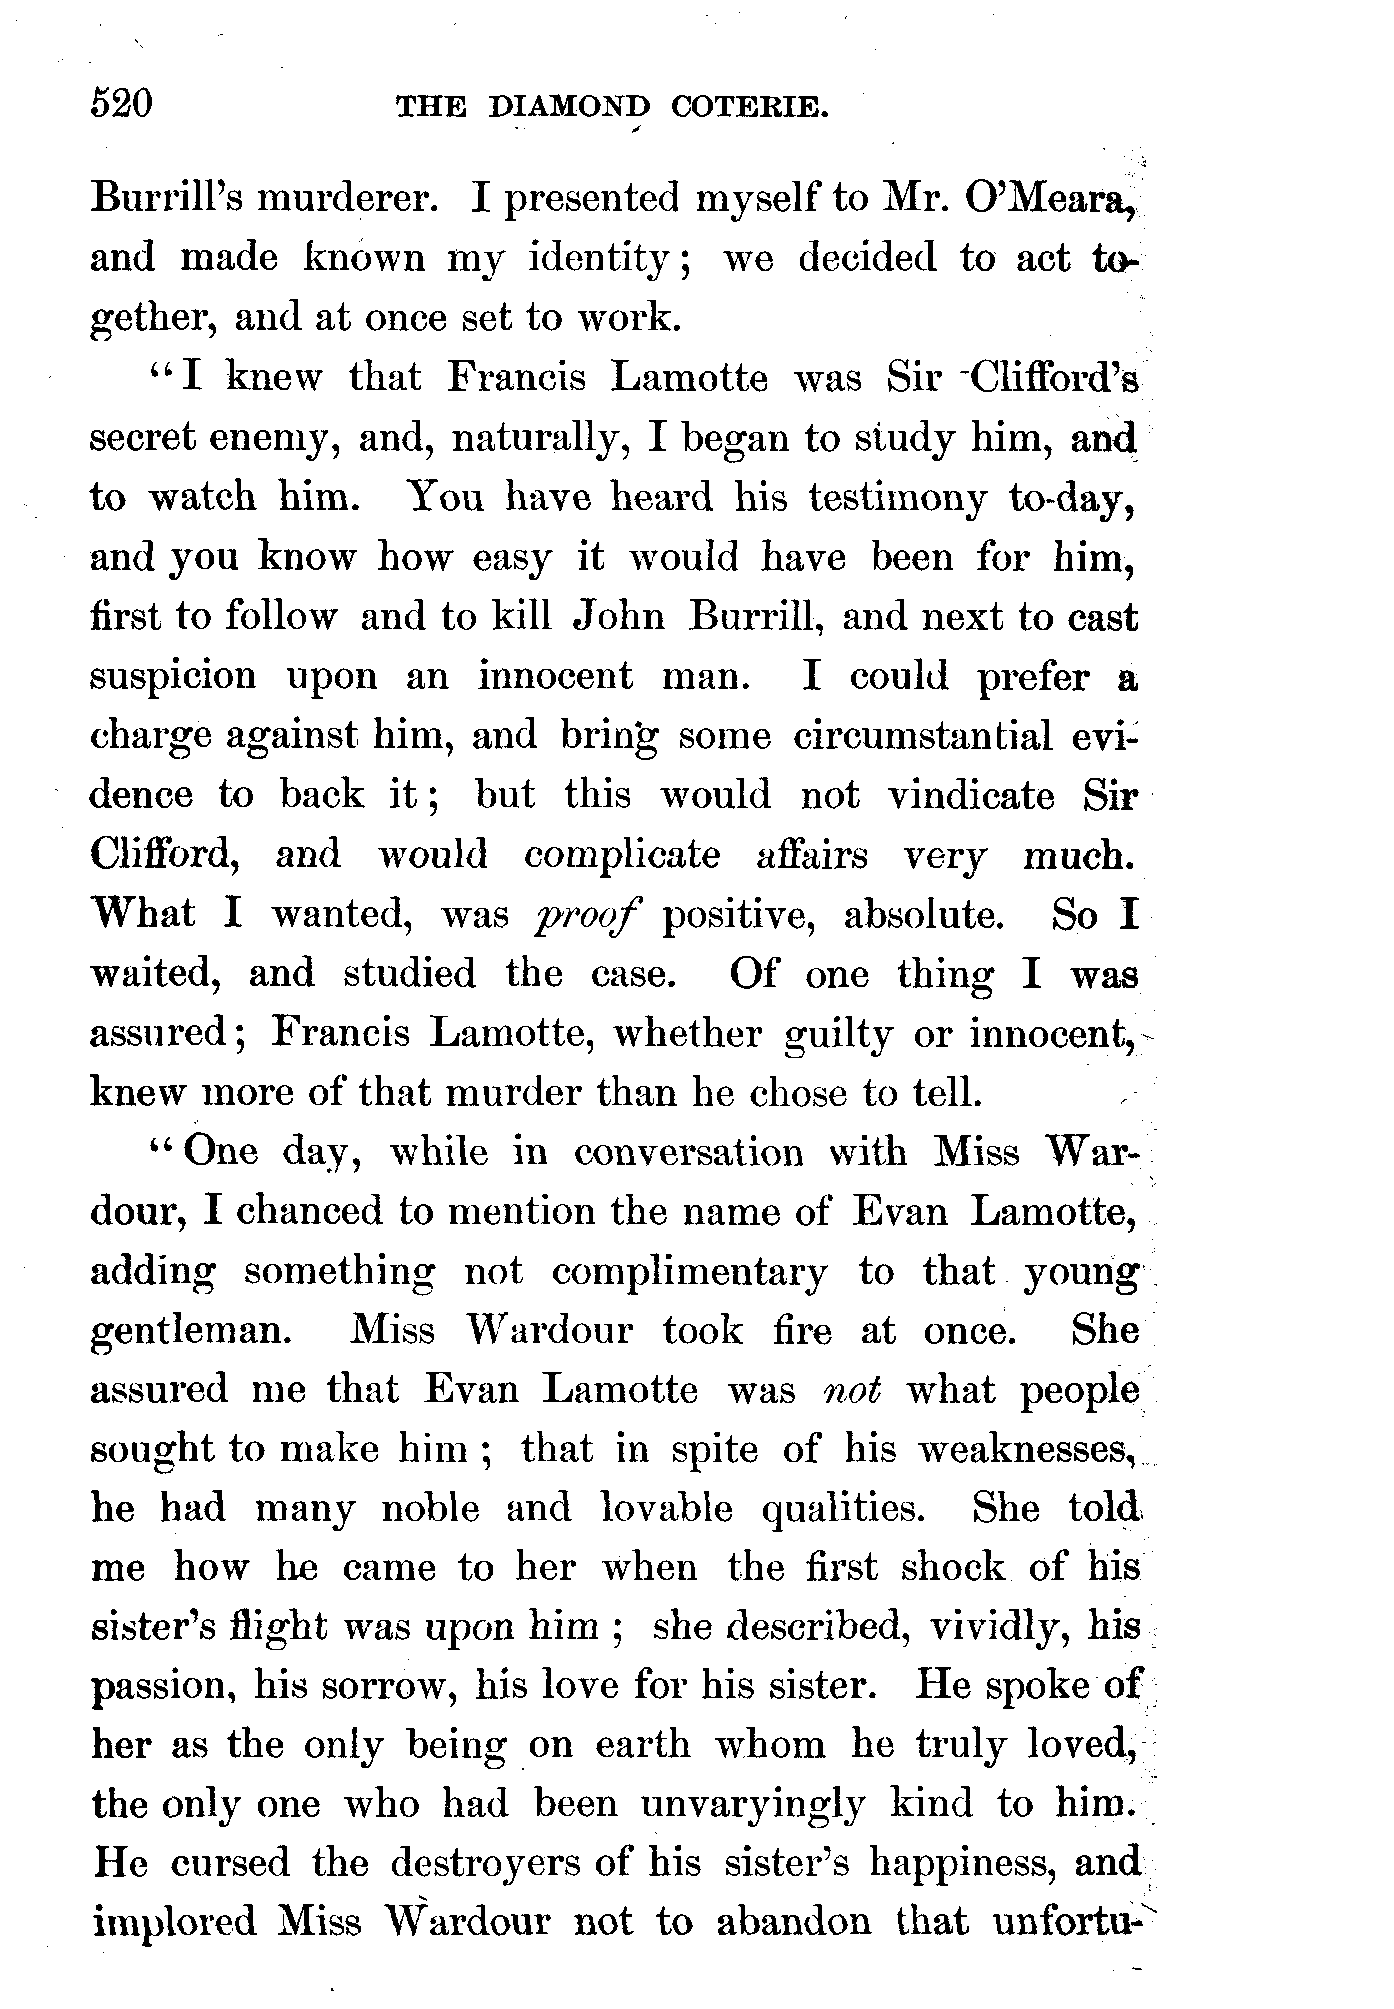 520 THE DIAMOND COTERIE.
Burrill's murderer. I presented myself to Mr. O'Meara,
and made known my identity; we decided to act to-
gether, and at once set to work.
"I knew that Francis Lamotte was Sir Clifford's
secret enemy, and, naturally, I began to study him, and
to watch him. You have heard his testimony to-day,
and you know how easy it would have been for him,
first to follow and to kill John Burrill, and next to cast
suspicion upon an innocent man. I could prefer a
charge against him, and bring some circumstantial evi-
dence to back it; but this would not vindicate Sir
Clifford, and would complicate affairs very much.
What I wanted, was proof positive, absolute. So I
waited, and studied the case. Of one thing I was
assured; Francis Lamotte, whether guilty or innocent,
knew more of that murder than he chose to tell.
"One day, while in conversation with Miss War-
dour, I chanced to mention the name of Evan Lamotte,
adding something not complimentary to that young
gentleman. Miss Wardour took fire at once. She
assured me that Evan Lamotte was not what people
sought to make him; that in spite of his weaknesses,
he had many noble and lovable qualities. She told
me how he came to her when the first shock of his
sister's flight was upon him; she described, vividly, his
passion, his sorrow, his love for his sister. He spoke of
her as the only being on earth whom he truly loved,
the only one who had been unvaryingly kind to him.
He cursed the destroyers of his sister's happiness, and
implored Miss Wardour not to abandon that unfortu-